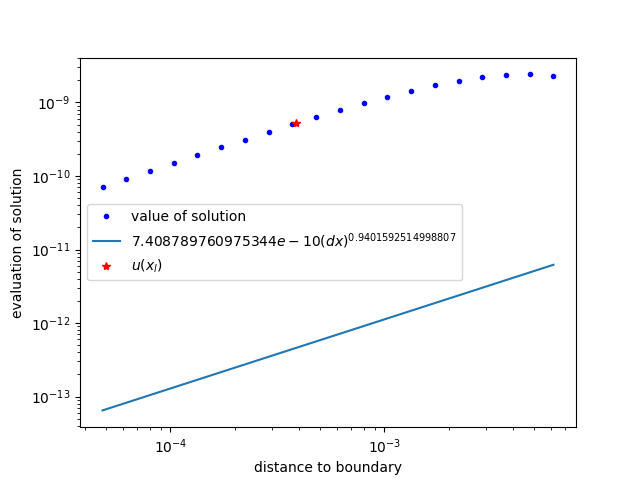 10^{-9}
10^{-10}
10^{-11}
10^{-12}
10^{-13}
evaluation of solution
value of solution
7.408789760975344e − 10(dx)^{0.9401592514998807}
u(x_l)
10^{-4}
10^{-3}
distance to boundary